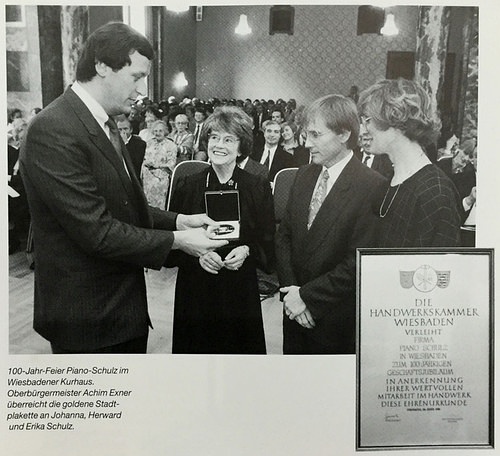 100-Jahr-Feier Piano-Schulz im
Wiesbadener Kurhaus.
Oberbürgermeister Achim Exner
überreicht die goldene Stadt-
plakette an Johanna, Herward
und Erika Schulz.
DIE
HANDWERKSKAMMER
WIESBADEN
VERLEIHT
FIRMA
PIANO SCHULZ
IN WIESBADEN
ZUM 100JÄHRIGEN
GESCHÄFTSJUBILÄUM
IN ANERKENNUNG
IHRER WERTVOLLEN
MITARBEIT IM HANDWERK
DIESE EHRENURKUNDE